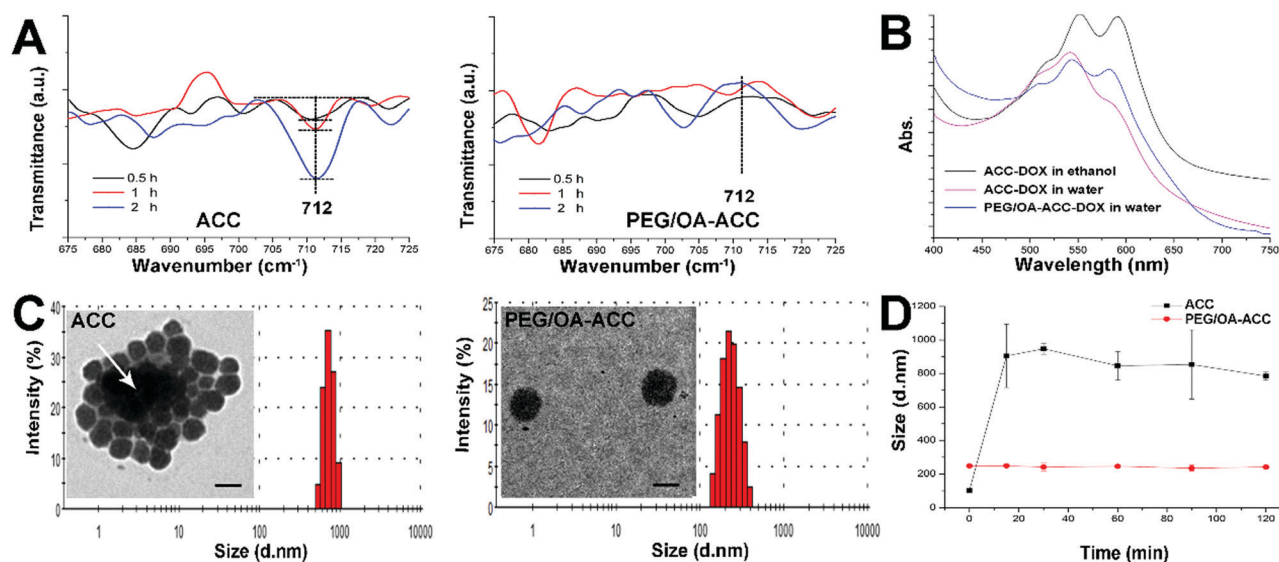 A
Transmittance (a.u.)
0.5 h
1 h
2 h
712
ACC
675 680 685 690 695 700 705 710 715 720 725
Wavenumber (cm⁻¹)
Transmittance (a.u.)
0.5 h
1 h
2 h
712
PEG/OA-ACC
675 680 685 690 695 700 705 710 715 720 725
Wavenumber (cm⁻¹)
B
Abs.
ACC-DOX in ethanol
ACC-DOX in water
PEG/OA-ACC-DOX in water
400 450 500 550 600 650 700 750
Wavelength (nm)
C
ACC
Intensity (%)
40
35
30
25
20
15
10
5
0
1 10 100 1000 10000
Size (d.nm)
PEG/OA-ACC
Intensity (%)
25
20
15
10
5
0
1 10 100 1000 10000
Size (d.nm)
D
ACC
PEG/OA-ACC
Size (d.nm)
1200
1000
800
600
400
200
0
0 20 40 60 80 100 120
Time (min)